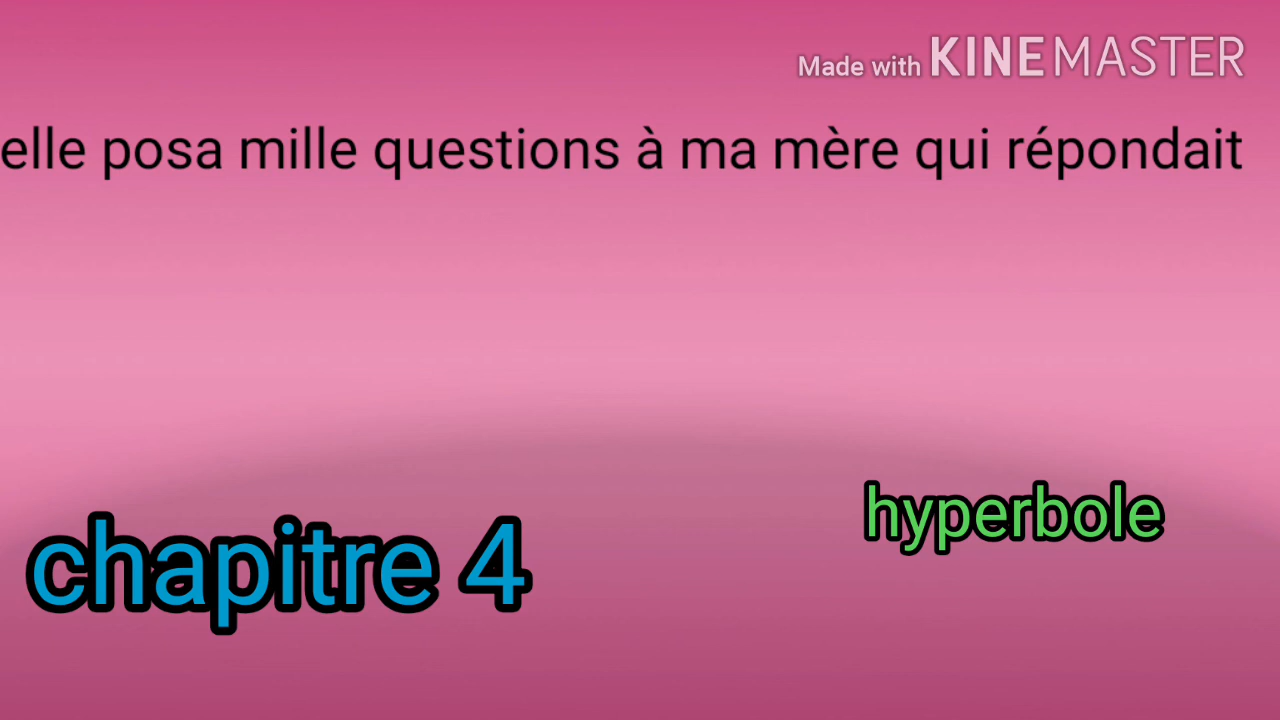 Made with KINEMASTER
elle posa mille questions à ma mère qui répondait
hyperbole
chapitre 4